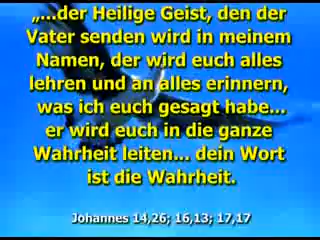 „...der Heilige Geist, den der
Vater senden wird in meinem
Namen, der wird euch alles
lehren und an alles erinnern,
was ich euch gesagt habe...
er wird euch in die ganze
Wahrheit leiten... dein Wort
ist die Wahrheit.
Johannes 14,26; 16,13; 17,17